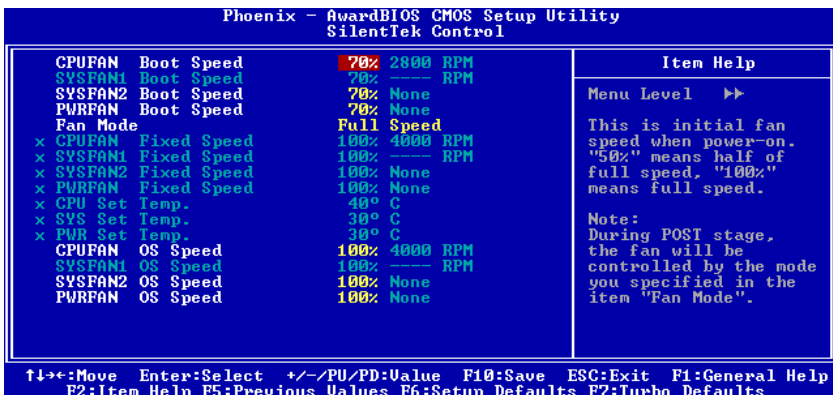 Phoenix - AwardBIOS CMOS Setup Utility
SilentTek Control
CPUFAN Boot Speed 70% 2800 RPM
SYSFAN1 Boot Speed 70% ---- RPM
SYSFAN2 Boot Speed 70% None
PWRFAN Boot Speed 70% None
Fan Mode Full Speed
x CPUFAN Fixed Speed 100% 4000 RPM
x SYSFAN1 Fixed Speed 100% ---- RPM
x SYSFAN2 Fixed Speed 100% None
x PWRFAN Fixed Speed 100% None
x CPU Set Temp. 40° C
x SYS Set Temp. 30° C
x PWR Set Temp. 30° C
CPUFAN OS Speed 100% 4000 RPM
SYSFAN1 OS Speed 100% ---- RPM
SYSFAN2 OS Speed 100% None
PWRFAN OS Speed 100% None
Item Help
Menu Level ▶▶
This is initial fan
speed when power-on.
"50%" means half of
full speed, "100%"
means full speed.
Note:
During POST stage,
the fan will be
controlled by the mode
you specified in the
item "Fan Mode".
↑↓→←:Move Enter:Select +/-/PU/PD:Value F10:Save ESC:Exit F1:General Help
F2:Item Help F5:Previous Values F6:Setup Defaults F7:Turbo Defaults